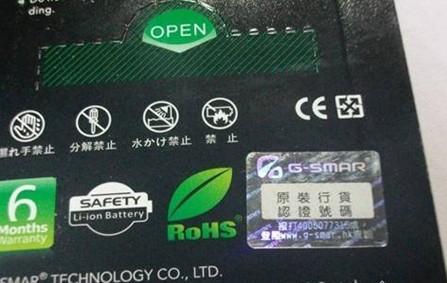 ding.
OPEN
濡れ手禁止
分解禁止
水かけ禁止
禁 止
CE
6
Months
Warranty
SAFETY
Li-ion Battery
RoHS
G-SMAR
原裝行貨
認證號碼
SMAR® TECHNOLOGY CO., LTD.